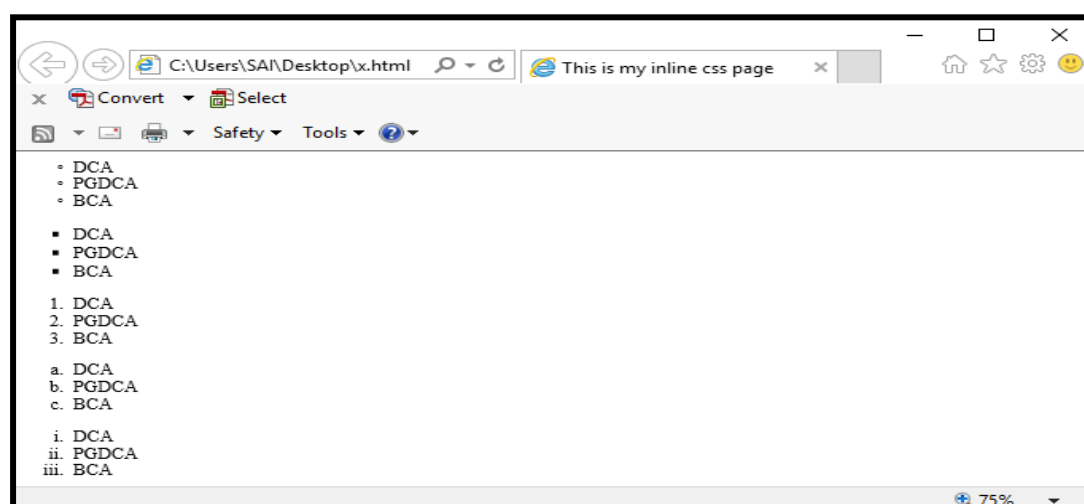 C:\Users\SAI\Desktop\x.html This is my inline css page
Convert Select
Safety Tools
DCA
PGDCA
BCA
DCA
PGDCA
BCA
1. DCA
2. PGDCA
3. BCA
a. DCA
b. PGDCA
c. BCA
i. DCA
ii. PGDCA
iii. BCA
75%